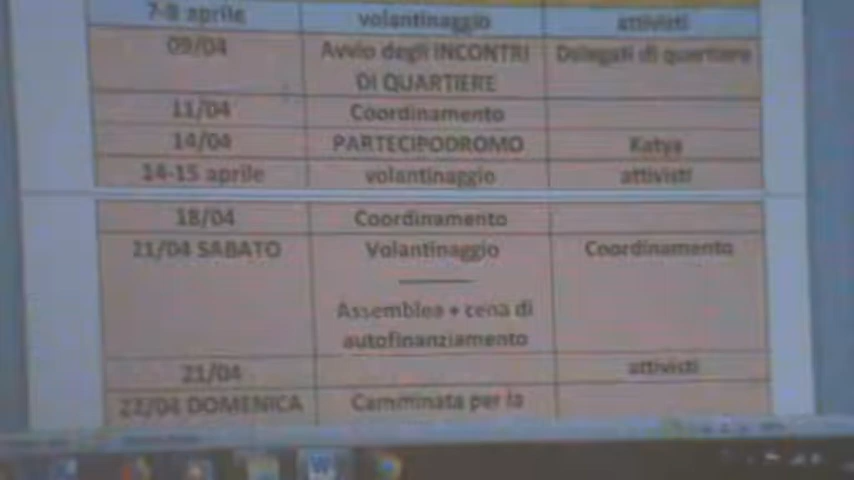 7-8 aprile volantinaggio attivisti
09/04 Avvio degli INCONTRI Delegati di quartiere
DI QUARTIERE
11/04 Coordinamento
14/04 PARTECIPODROMO Katya
14-15 aprile volantinaggio attivisti
18/04 Coordinamento
21/04 SABATO Volantinaggio Coordinamento
Assemblea + cena di
autofinanziamento
21/04 attivisti
22/04 DOMENICA Camminata per la
W